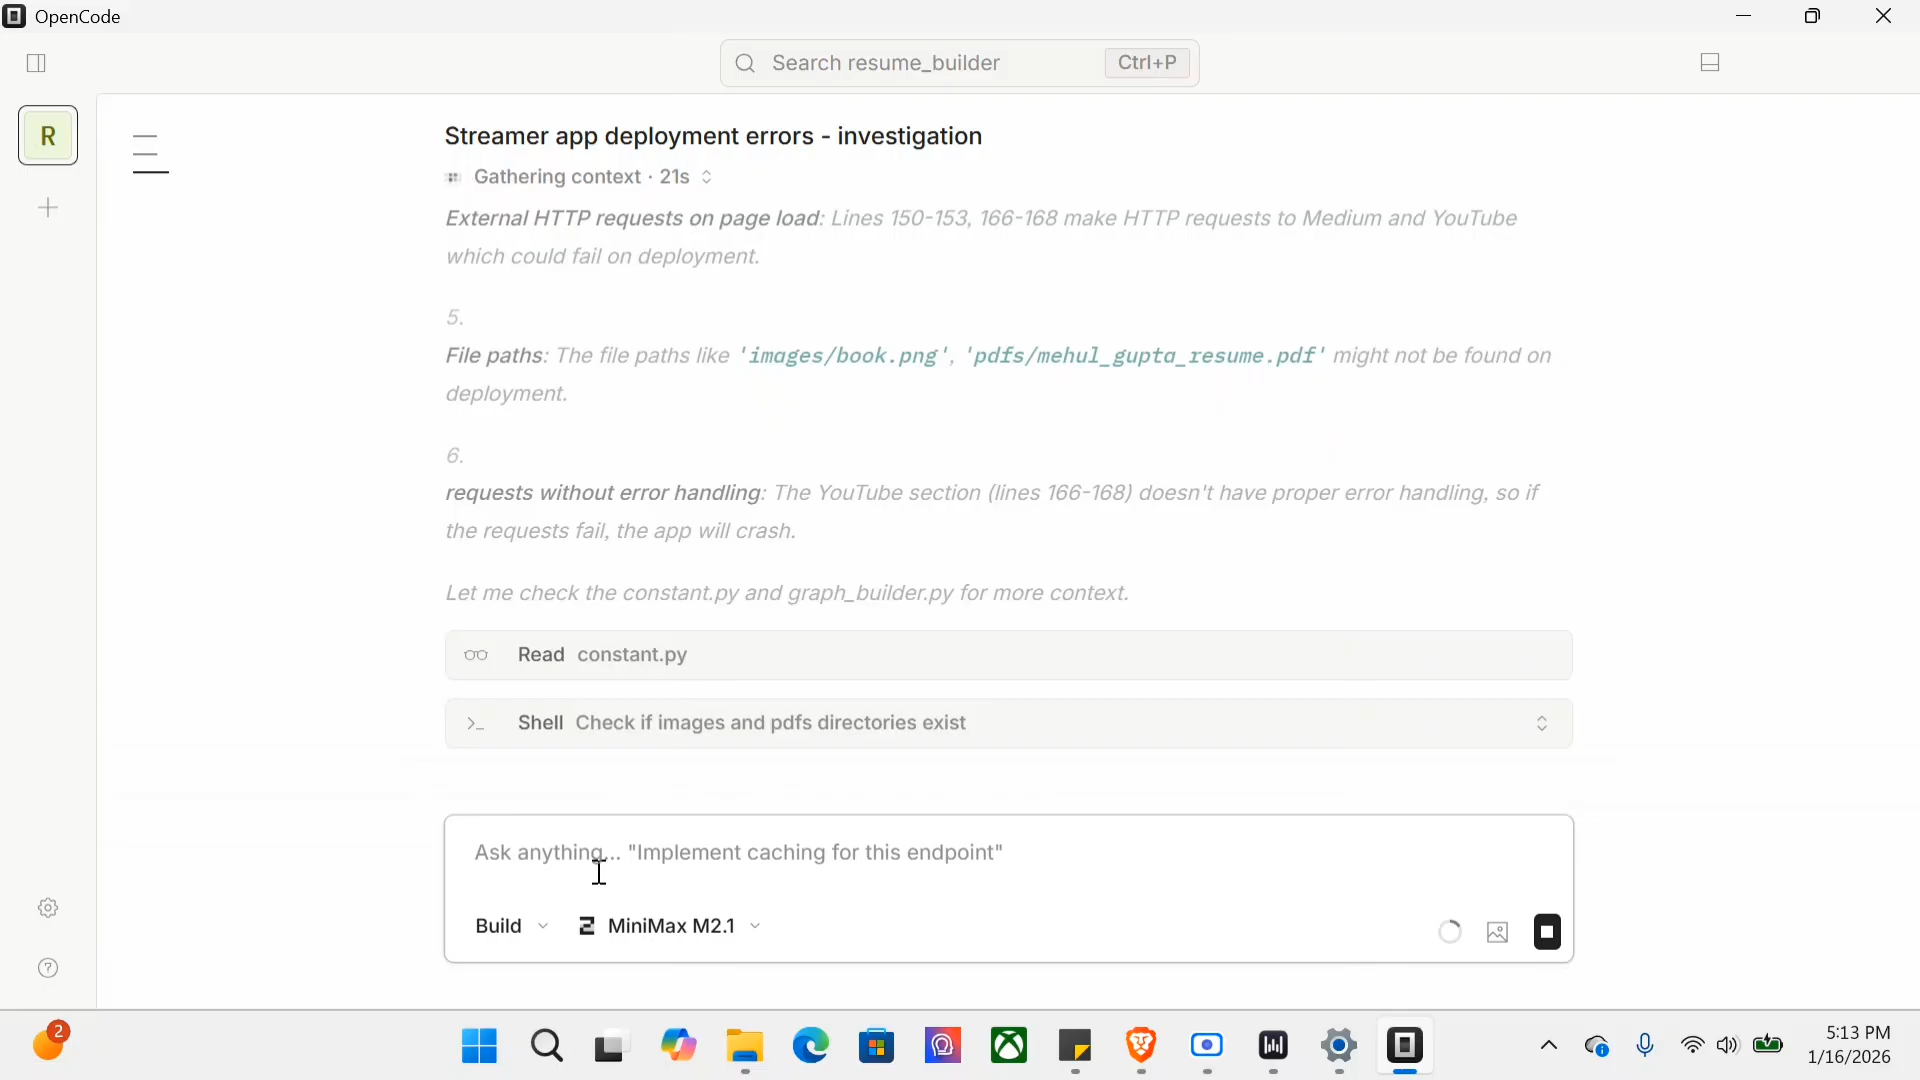 OpenCode
Search resume_builder
Ctrl+P
R
Streamer app deployment errors - investigation
Gathering context · 21s
External HTTP requests on page load: Lines 150-153, 166-168 make HTTP requests to Medium and YouTube
which could fail on deployment.
5.
File paths: The file paths like 'images/book.png', 'pdfs/mehul_gupta_resume.pdf' might not be found on
deployment.
6.
requests without error handling: The YouTube section (lines 166-168) doesn't have proper error handling, so if
the requests fail, the app will crash.
Let me check the constant.py and graph_builder.py for more context.
Read constant.py
Shell Check if images and pdfs directories exist
Ask anything... "Implement caching for this endpoint"
Build
MiniMax M2.1
2
5:13 PM
1/16/2026